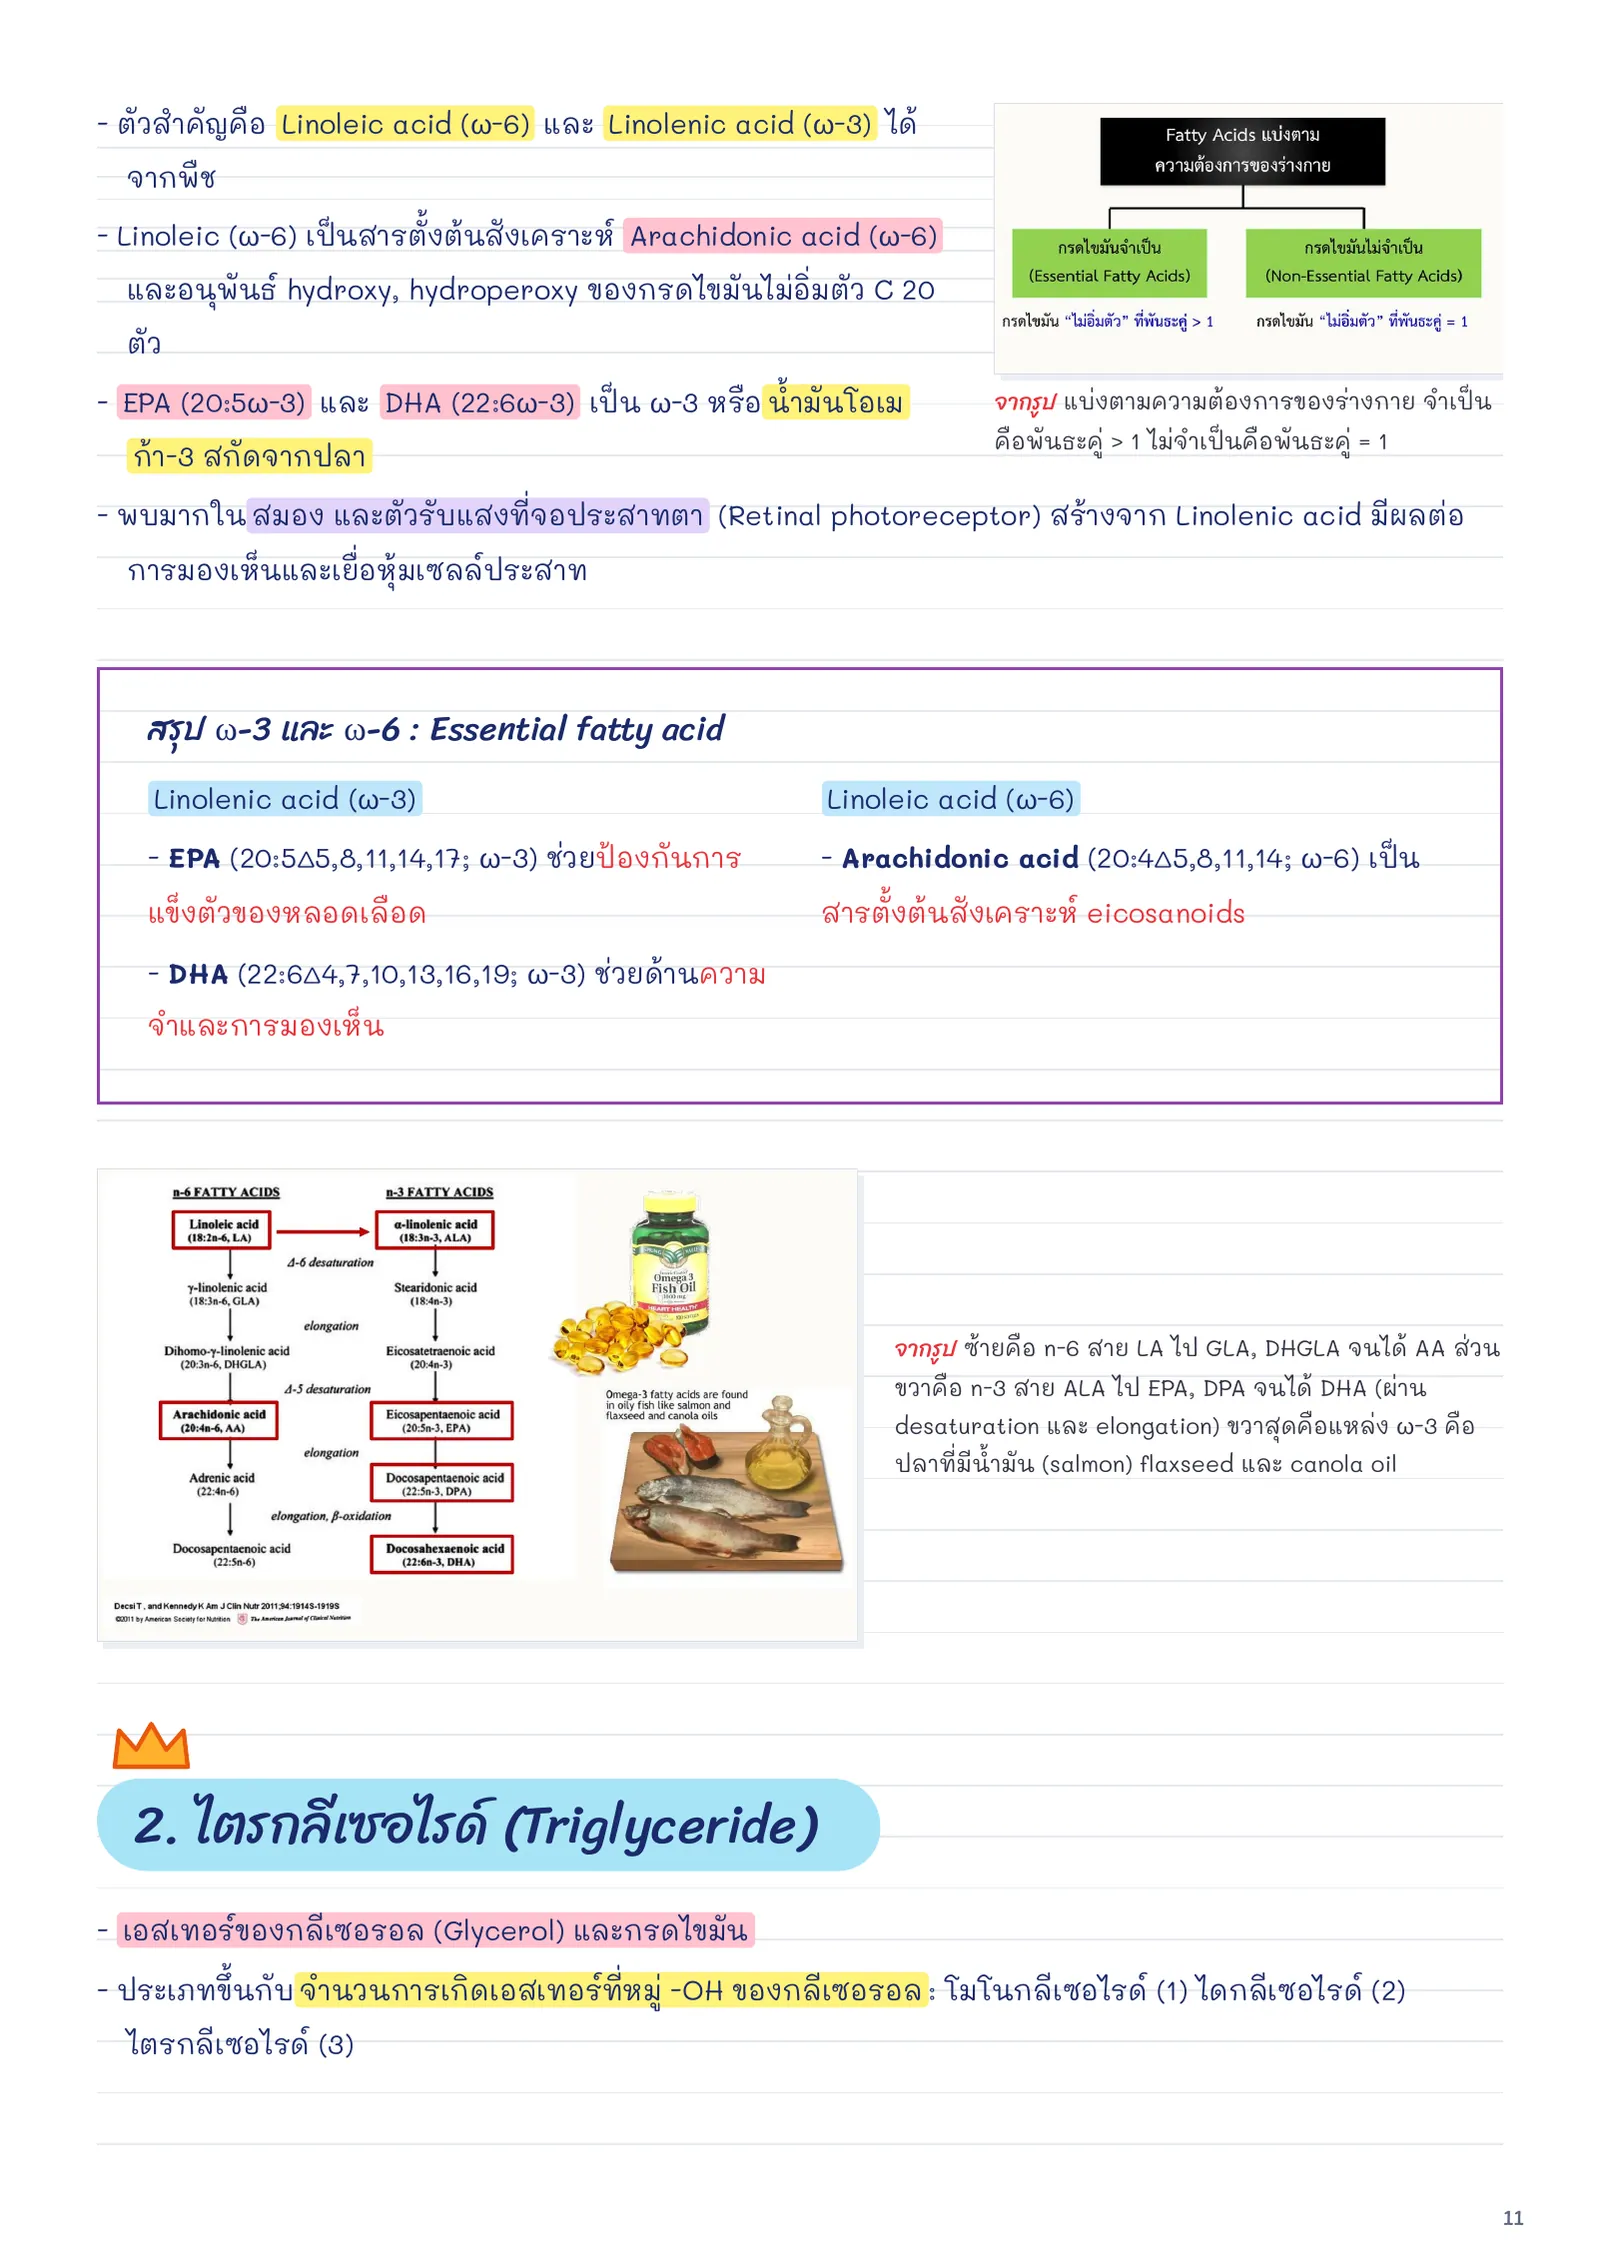 - ตัวสำคัญคือ Linoleic acid (ω-6) และ Linolenic acid (ω-3) ได้
จากพืช
- Linoleic (ω-6) เป็นสารตั้งต้นสังเคราะห์ Arachidonic acid (ω-6)
และอนุพันธ์ hydroxy, hydroperoxy ของกรดไขมันไม่อิ่มตัว C 20
ตัว
- EPA (20:5ω-3) และ DHA (22:6ω-3) เป็น ω-3 หรือน้ำมันโอเม
ก้า-3 สกัดจากปลา
Fatty Acids แบ่งตาม
ความต้องการของร่างกาย
กรดไขมันจำเป็น
(Essential Fatty Acids)
กรดไขมันไม่จำเป็น
(Non-Essential Fatty Acids)
กรดไขมัน “ไม่อิ่มตัว” ที่พันธะคู่ > 1
กรดไขมัน “ไม่อิ่มตัว” ที่พันธะคู่ = 1
จากรูป แบ่งตามความต้องการของร่างกาย จำเป็น
คือพันธะคู่ > 1 ไม่จำเป็นคือพันธะคู่ = 1
- พบมากในสมอง และตัวรับแสงที่จอประสาทตา (Retinal photoreceptor) สร้างจาก Linolenic acid มีผลต่อ
การมองเห็นและเยื่อหุ้มเซลล์ประสาท
สรุป ω-3 และ ω-6 : Essential fatty acid
Linolenic acid (ω-3)
- EPA (20:5△5,8,11,14,17; ω-3) ช่วยป้องกันการ
แข็งตัวของหลอดเลือด
- DHA (22:6△4,7,10,13,16,19; ω-3) ช่วยด้านความ
จำและการมองเห็น
Linoleic acid (ω-6)
- Arachidonic acid (20:4△5,8,11,14; ω-6) เป็น
สารตั้งต้นสังเคราะห์ eicosanoids
n-6 FATTY ACIDS
n-3 FATTY ACIDS
Linoleic acid
(18:2n-6, LA)
α-linolenic acid
(18:3n-3, ALA)
Δ-6 desaturation
γ-linolenic acid
(18:3n-6, GLA)
Stearidonic acid
(18:4n-3)
elongation
Dihomo-γ-linolenic acid
(20:3n-6, DHGLA)
Eicosatetraenoic acid
(20:4n-3)
Δ-5 desaturation
Arachidonic acid
(20:4n-6, AA)
Eicosapentaenoic acid
(20:5n-3, EPA)
elongation
Adrenic acid
(22:4n-6)
Docosapentaenoic acid
(22:5n-3, DPA)
elongation, β-oxidation
Docosapentaenoic acid
(22:5n-6)
Docosahexaenoic acid
(22:6n-3, DHA)
Decsi T , and Kennedy K Am J Clin Nutr 2011;94:1914S-1919S
©2011 by American Society for Nutrition The American Journal of Clinical Nutrition
Omega 3
Fish Oil
HEART HEALTH
Omega-3 fatty acids are found
in oily fish like salmon and
flaxseed and canola oils
จากรูป ซ้ายคือ n-6 สาย LA ไป GLA, DHGLA จนได้ AA ส่วน
ขวาคือ n-3 สาย ALA ไป EPA, DPA จนได้ DHA (ผ่าน
desaturation และ elongation) ขวาสุดคือแหล่ง ω-3 คือ
ปลาที่มีน้ำมัน (salmon) flaxseed และ canola oil
2. ไตรกลีเซอไรด์ (Triglyceride)
- เอสเทอร์ของกลีเซอรอล (Glycerol) และกรดไขมัน
- ประเภทขึ้นกับจำนวนการเกิดเอสเทอร์ที่หมู่ -OH ของกลีเซอรอล : โมโนกลีเซอไรด์ (1) ไดกลีเซอไรด์ (2)
ไตรกลีเซอไรด์ (3)
11